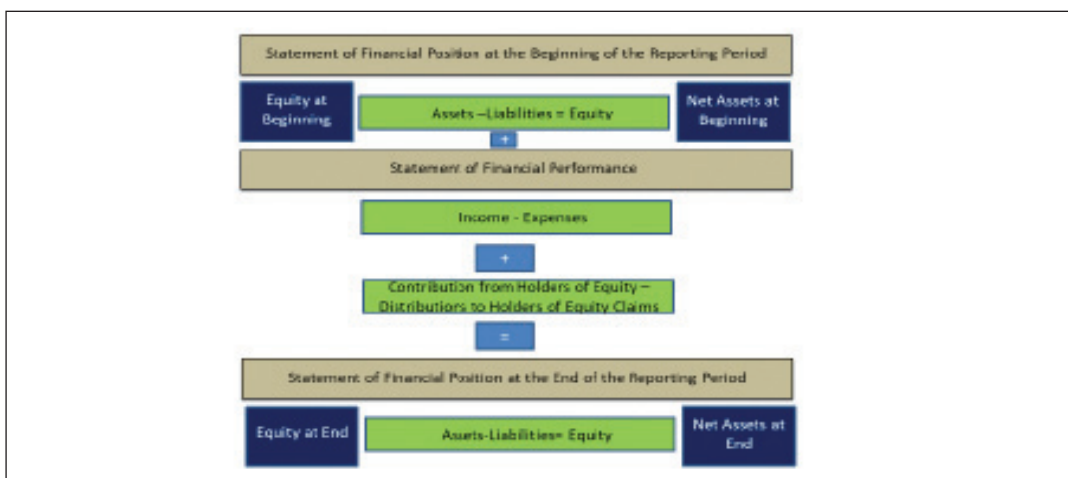 Statement of Financial Position at the Beginning of the Reporting Period
Equity at
Beginning
Assets –Liabilities = Equity
Net Assets at
Beginning
+
Statement of Financial Performance
Income - Expenses
+
Contribution from Holders of Equity –
Distributions to Holders of Equity Claims
=
Statement of Financial Position at the End of the Reporting Period
Equity at End
Assets-Liabilities= Equity
Net Assets at
End